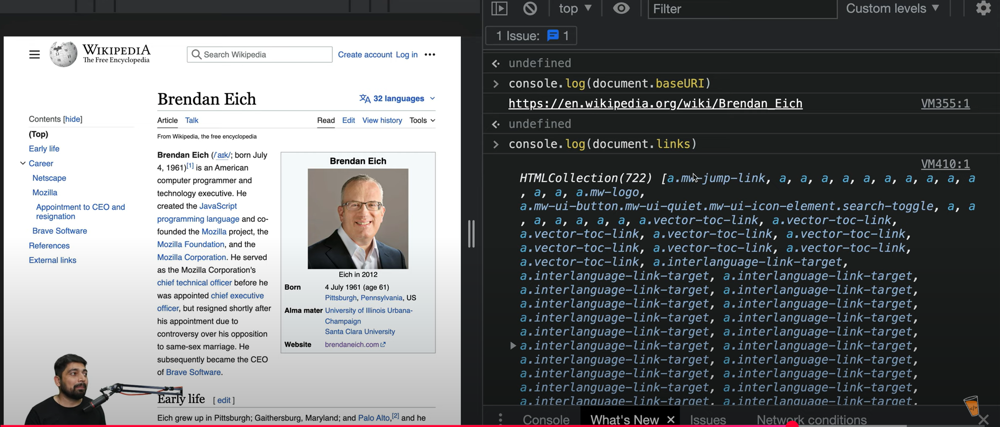 WIKIPEDIA
The Free Encyclopedia
Search Wikipedia
Create account Log in
Brendan Eich
32 languages
Contents [hide]
(Top)
Early life
Career
Netscape
Mozilla
Appointment to CEO and
resignation
Brave Software
References
External links
Article Talk
Read Edit View history Tools
From Wikipedia, the free encyclopedia
Brendan Eich (/ˈaɪk/; born July
4, 1961)[1] is an American
computer programmer and
technology executive. He
created the JavaScript
programming language and co-
founded the Mozilla project, the
Mozilla Foundation, and the
Mozilla Corporation. He served
as the Mozilla Corporation's
chief technical officer before he
was appointed chief executive
officer, but resigned shortly after
his appointment due to
controversy over his opposition
to same-sex marriage. He
subsequently became the CEO
of Brave Software.
Brendan Eich
Eich in 2012
Born 4 July 1961 (age 61)
Pittsburgh, Pennsylvania, US
Alma mater University of Illinois Urbana-
Champaign
Santa Clara University
Website brendaneich.com
Early life [ edit ]
Eich grew up in Pittsburgh; Gaithersburg, Maryland; and Palo Alto,[2] and he
top Filter Custom levels
1 Issue: 1
undefined
console.log(document.baseURI)
https://en.wikipedia.org/wiki/Brendan_Eich VM355:1
undefined
console.log(document.links)
VM410:1
HTMLCollection(722) [a.mw-jump-link, a, a, a, a, a, a, a, a, a, a
, a, a, a.mw-logo,
a.mw-ui-button.mw-ui-quiet.mw-ui-icon-element.search-toggle, a, a
, a, a, a, a, a, a.vector-toc-link, a.vector-toc-link,
a.vector-toc-link, a.vector-toc-link, a.vector-toc-link,
a.vector-toc-link, a.vector-toc-link, a.vector-toc-link,
a.vector-toc-link, a.interlanguage-link-target,
a.interlanguage-link-target, a.interlanguage-link-target,
a.interlanguage-link-target, a.interlanguage-link-target,
a.interlanguage-link-target, a.interlanguage-link-target,
a.interlanguage-link-target, a.interlanguage-link-target,
a.interlanguage-link-target, a.interlanguage-link-target,
a.interlanguage-link-target, a.interlanguage-link-target,
a.interlanguage-link-target, a.interlanguage-link-target,
a.interlanguage-link-target, a.interlanguage-link-target,
a.interlanguage-link-target, a.interlanguage-link-target,
a.interlanguage-link-target, a.interlanguage-link-target,
Console What's New Issues Network conditions